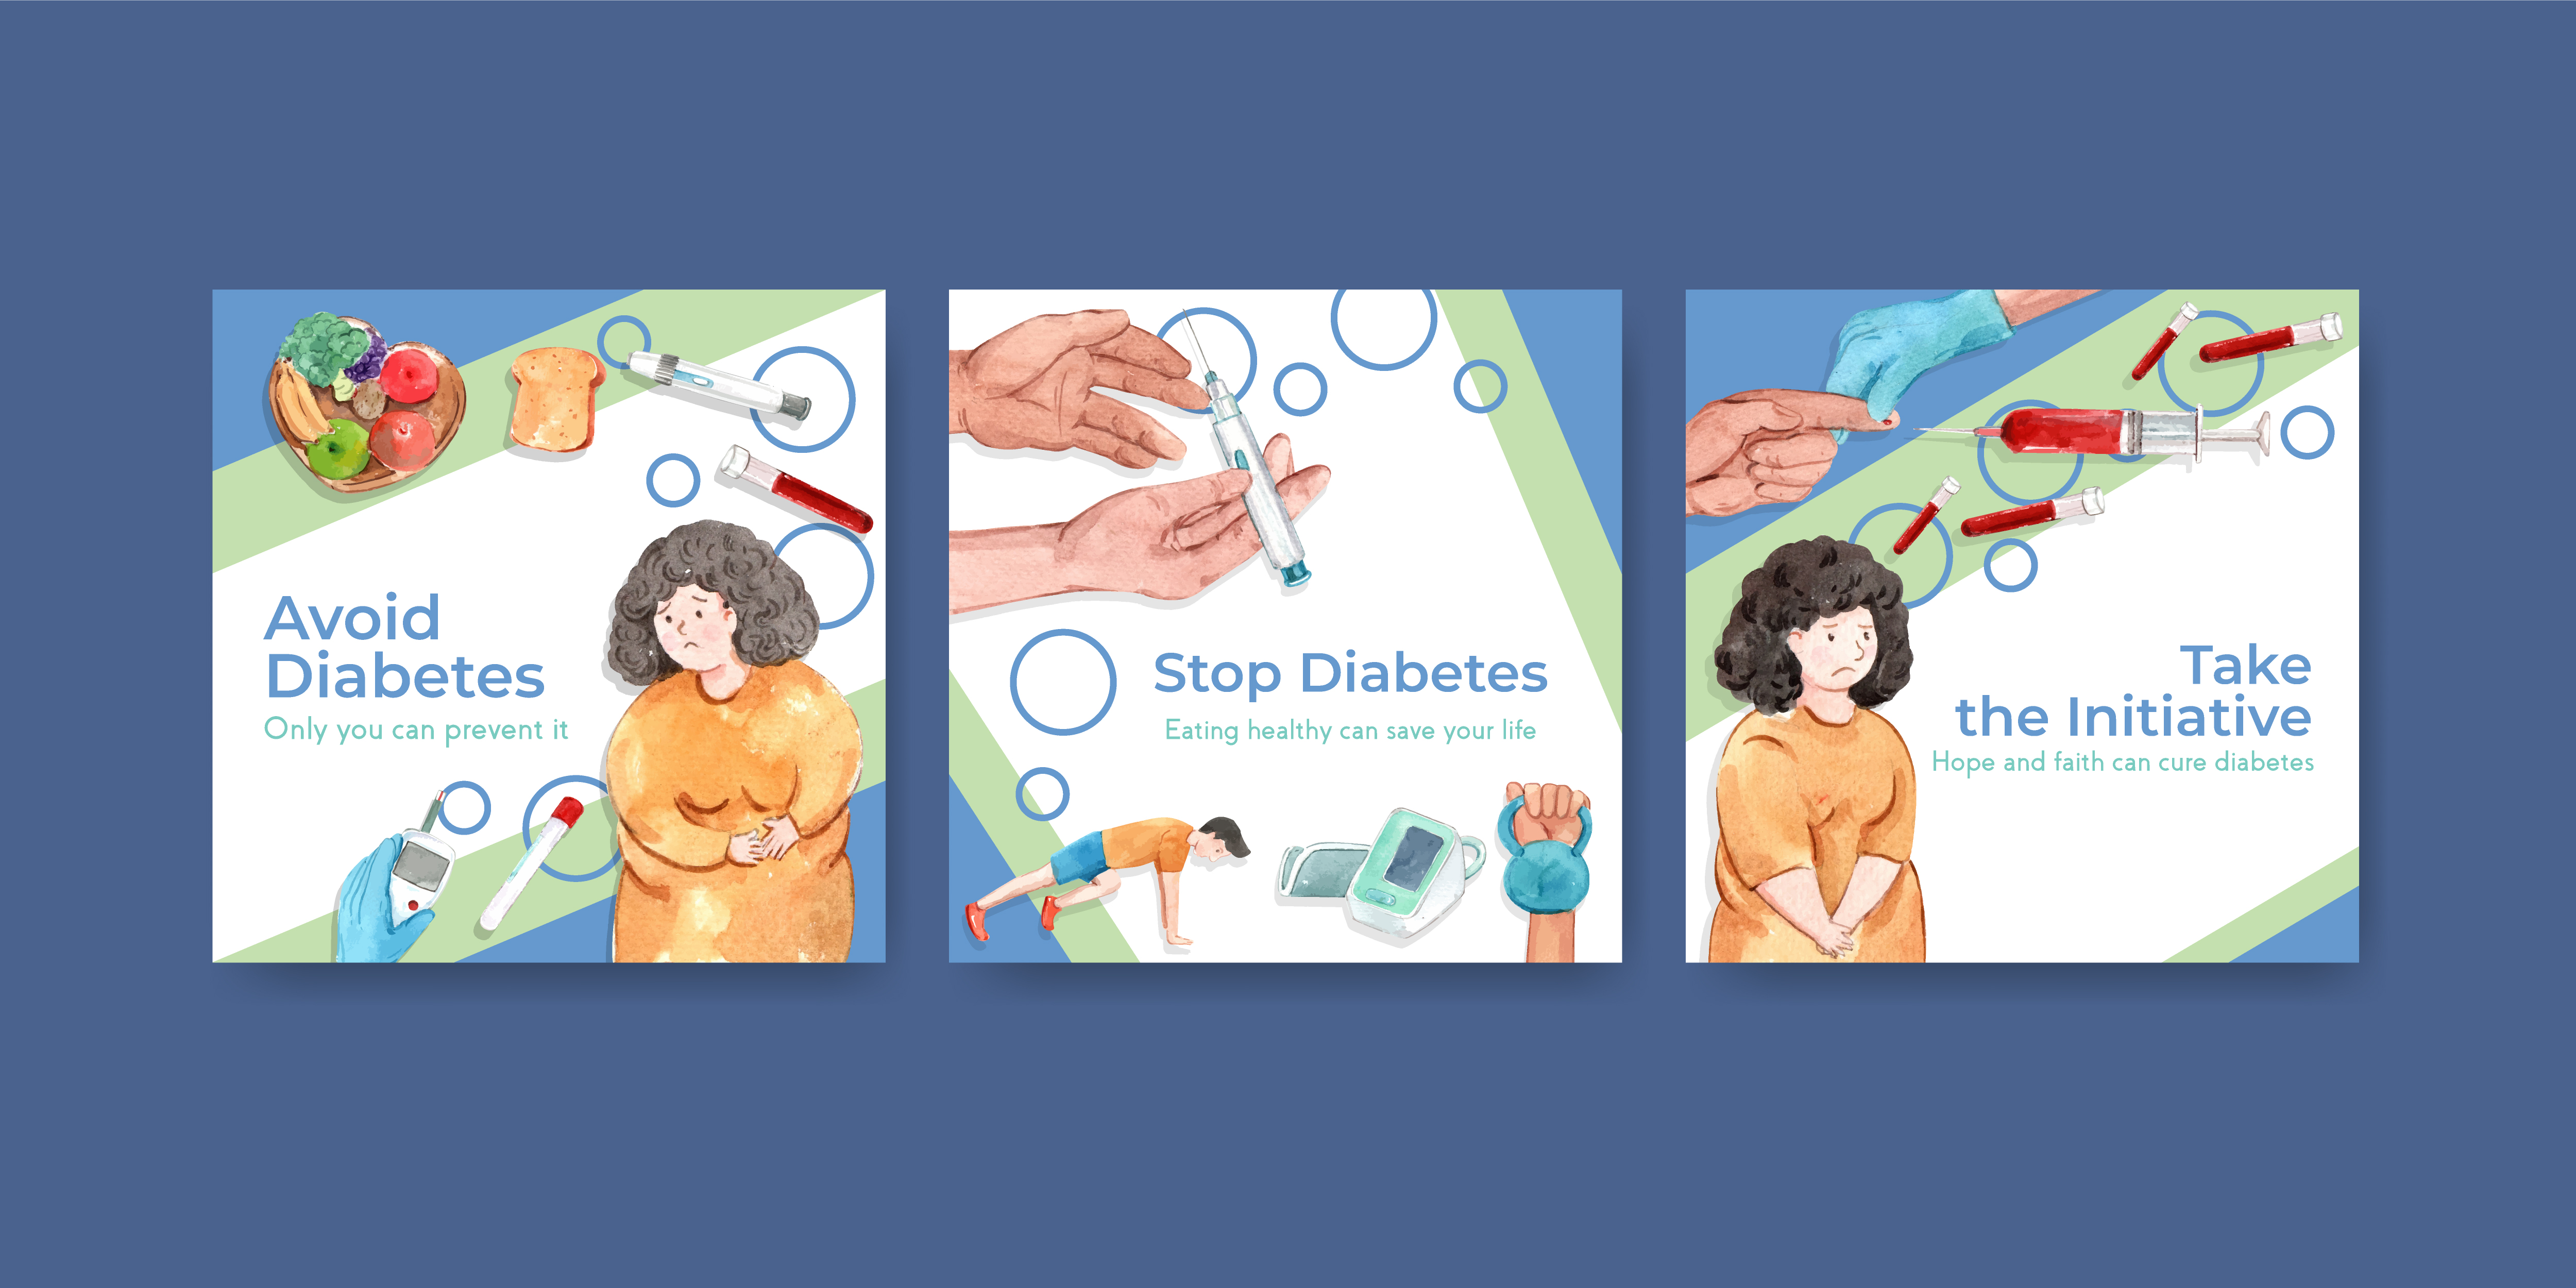 Avoid
Diabetes
Only you can prevent it
Stop Diabetes
Eating healthy can save your life
Take
the Initiative
Hope and faith can cure diabetes